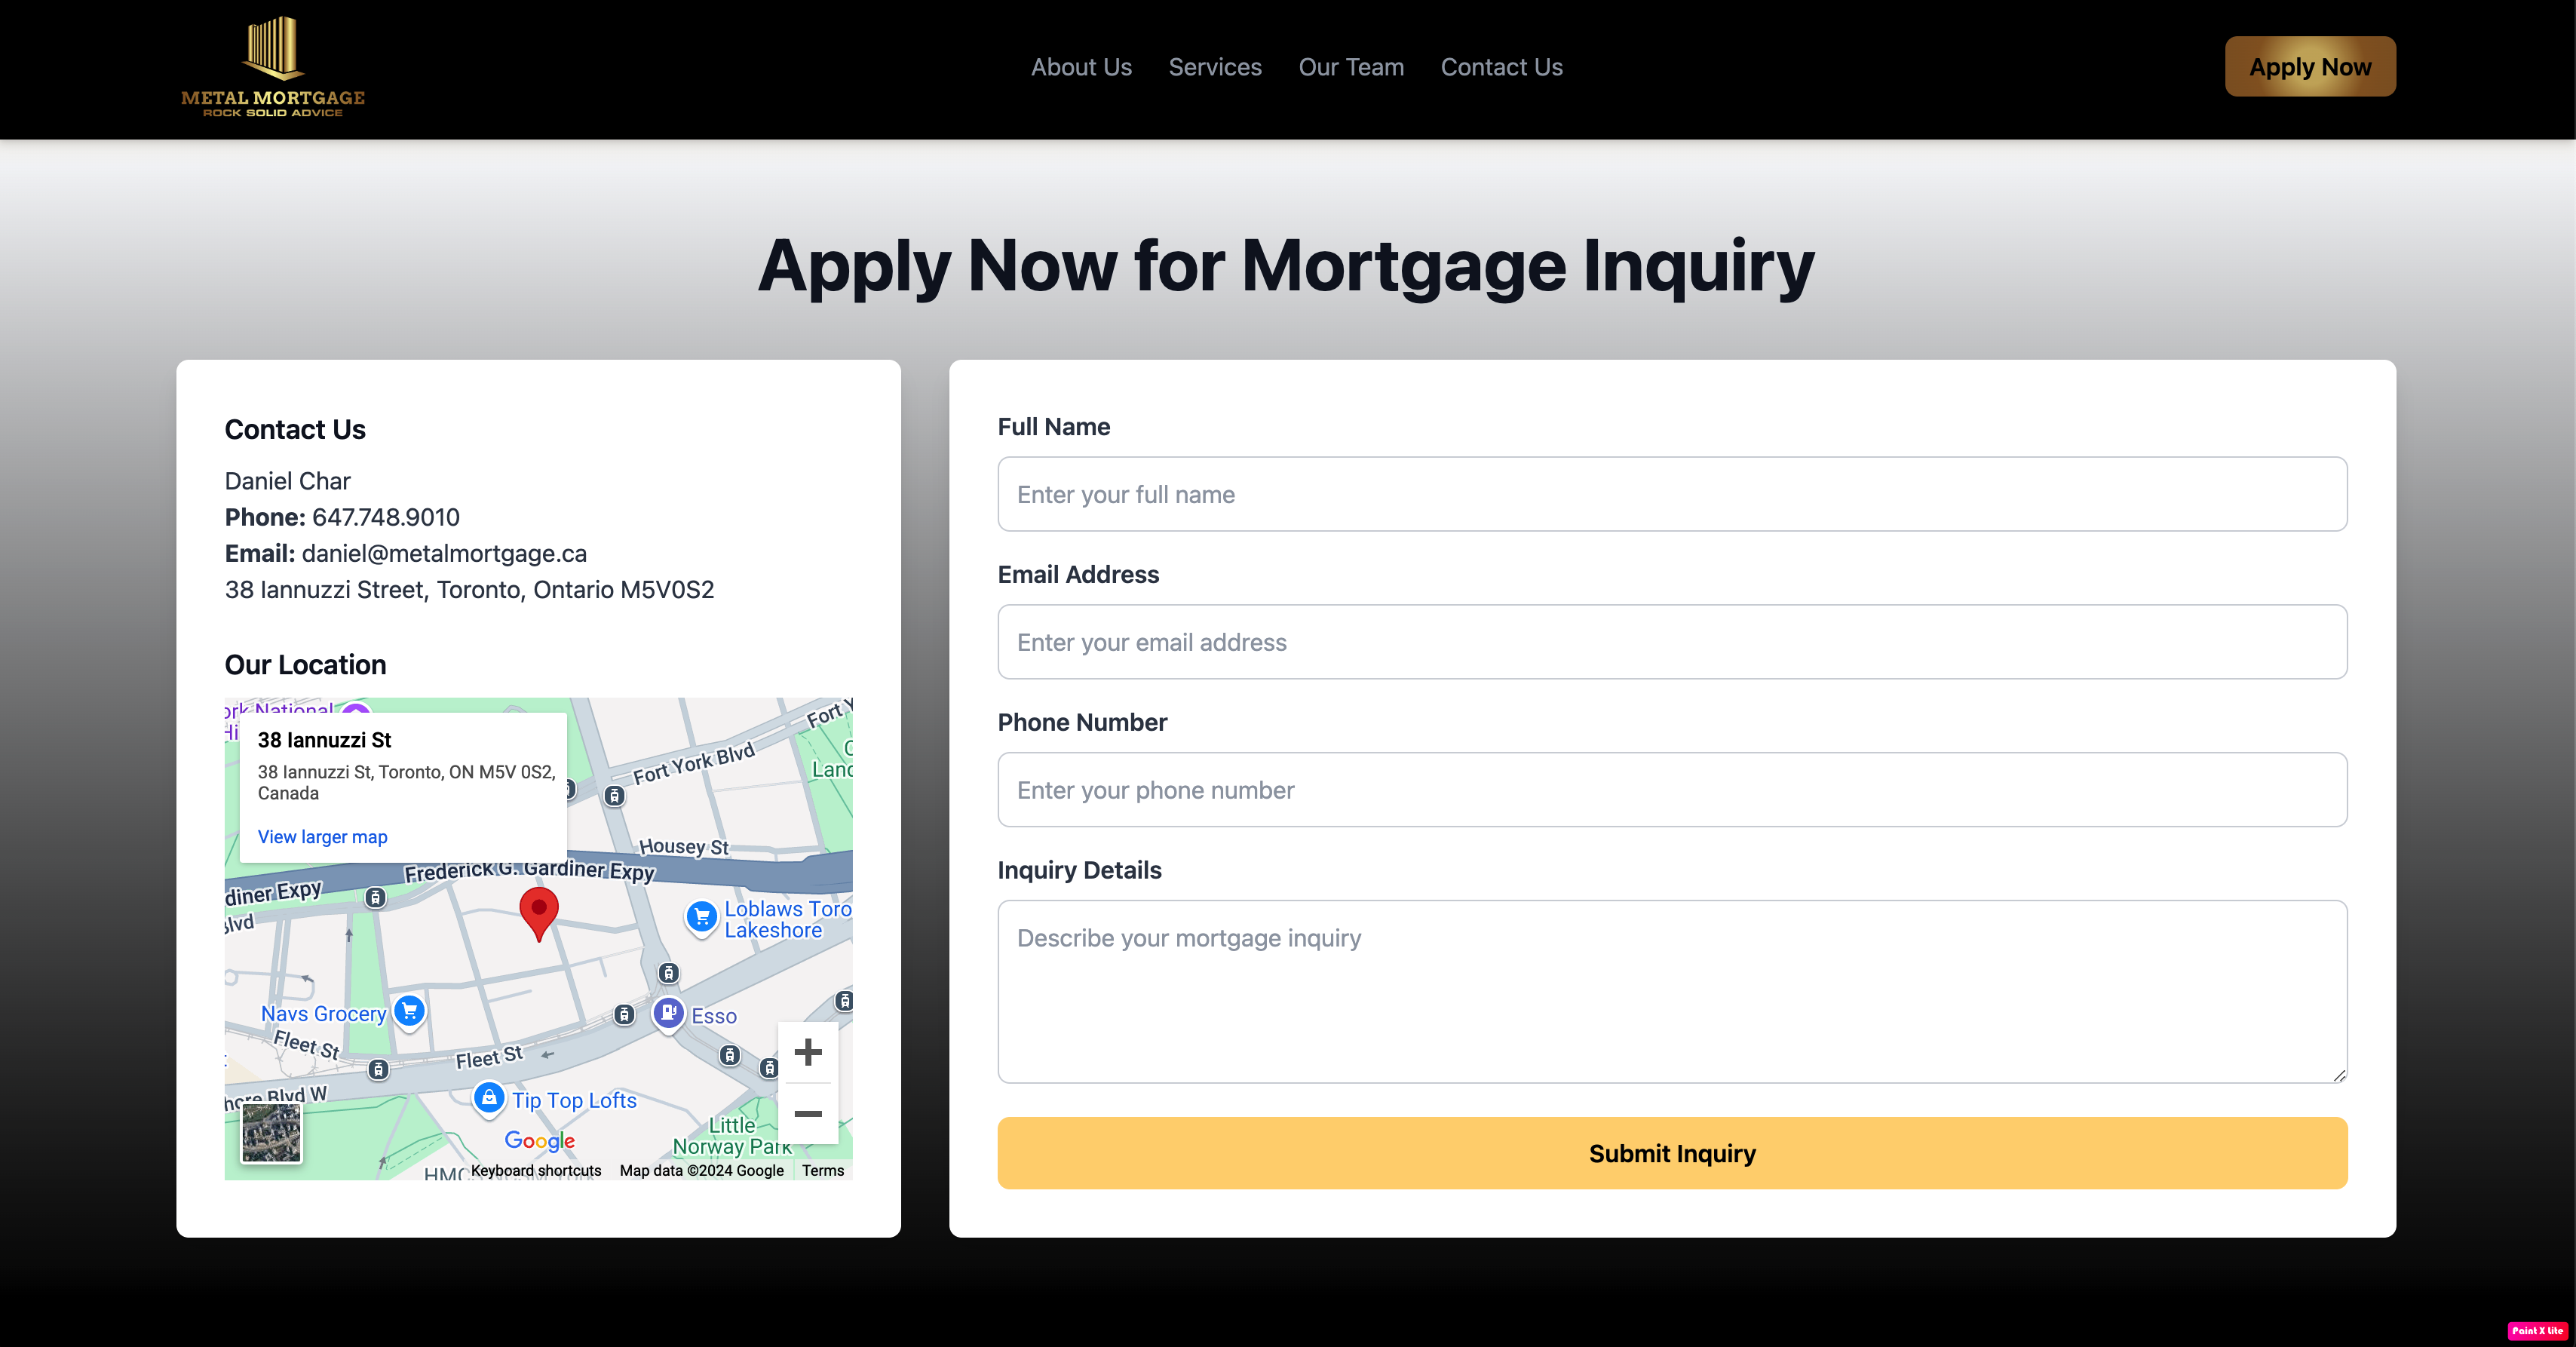 METAL MORTGAGE
ROCK SOLID ADVICE
About Us
Services
Our Team
Contact Us
Apply Now
Apply Now for Mortgage Inquiry
Contact Us
Daniel Char
Phone: 647.748.9010
Email: daniel@metalmortgage.ca
38 Iannuzzi Street, Toronto, Ontario M5V0S2
Our Location
38 Iannuzzi St
38 Iannuzzi St, Toronto, ON M5V 0S2,
Canada
View larger map
National
Fort Y
Fort York Blvd
Housey St
Frederick G. Gardiner Expy
diner Expy
Loblaws Toro
Lakeshore
Navs Grocery
Esso
Fleet St
Fleet St
hore Blvd W
Tip Top Lofts
Little
Norway Park
Google
Keyboard shortcuts
Map data ©2024 Google
Terms
Full Name
Enter your full name
Email Address
Enter your email address
Phone Number
Enter your phone number
Inquiry Details
Describe your mortgage inquiry
Submit Inquiry
Paint X Lite